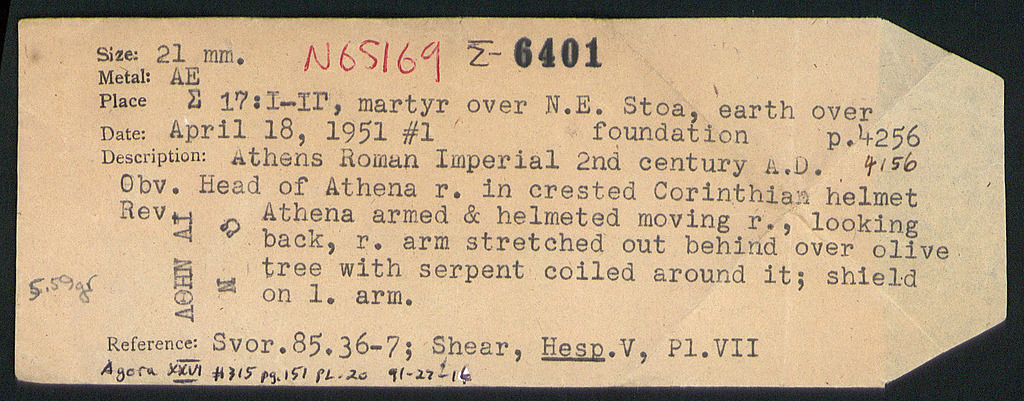 Size: 21 mm. N65169 Σ- 6401
Metal: AE
Place Σ 17:I-IΓ, martyr over N.E. Stoa, earth over
Date: April 18, 1951 #1 foundation p.4256
Description: Athens Roman Imperial 2nd century A.D. 4156
Obv. Head of Athena r. in crested Corinthian helmet
Rev. Athena armed & helmeted moving r., looking
back, r. arm stretched out behind over olive
tree with serpent coiled around it; shield
on l. arm.
ΑΘΗΝ ΑΙ
5.59gr
Reference: Svor.85.36-7; Shear, Hesp.V, Pl.VII
Agora XXVI #315 pg.151 PL.20 91-27-16